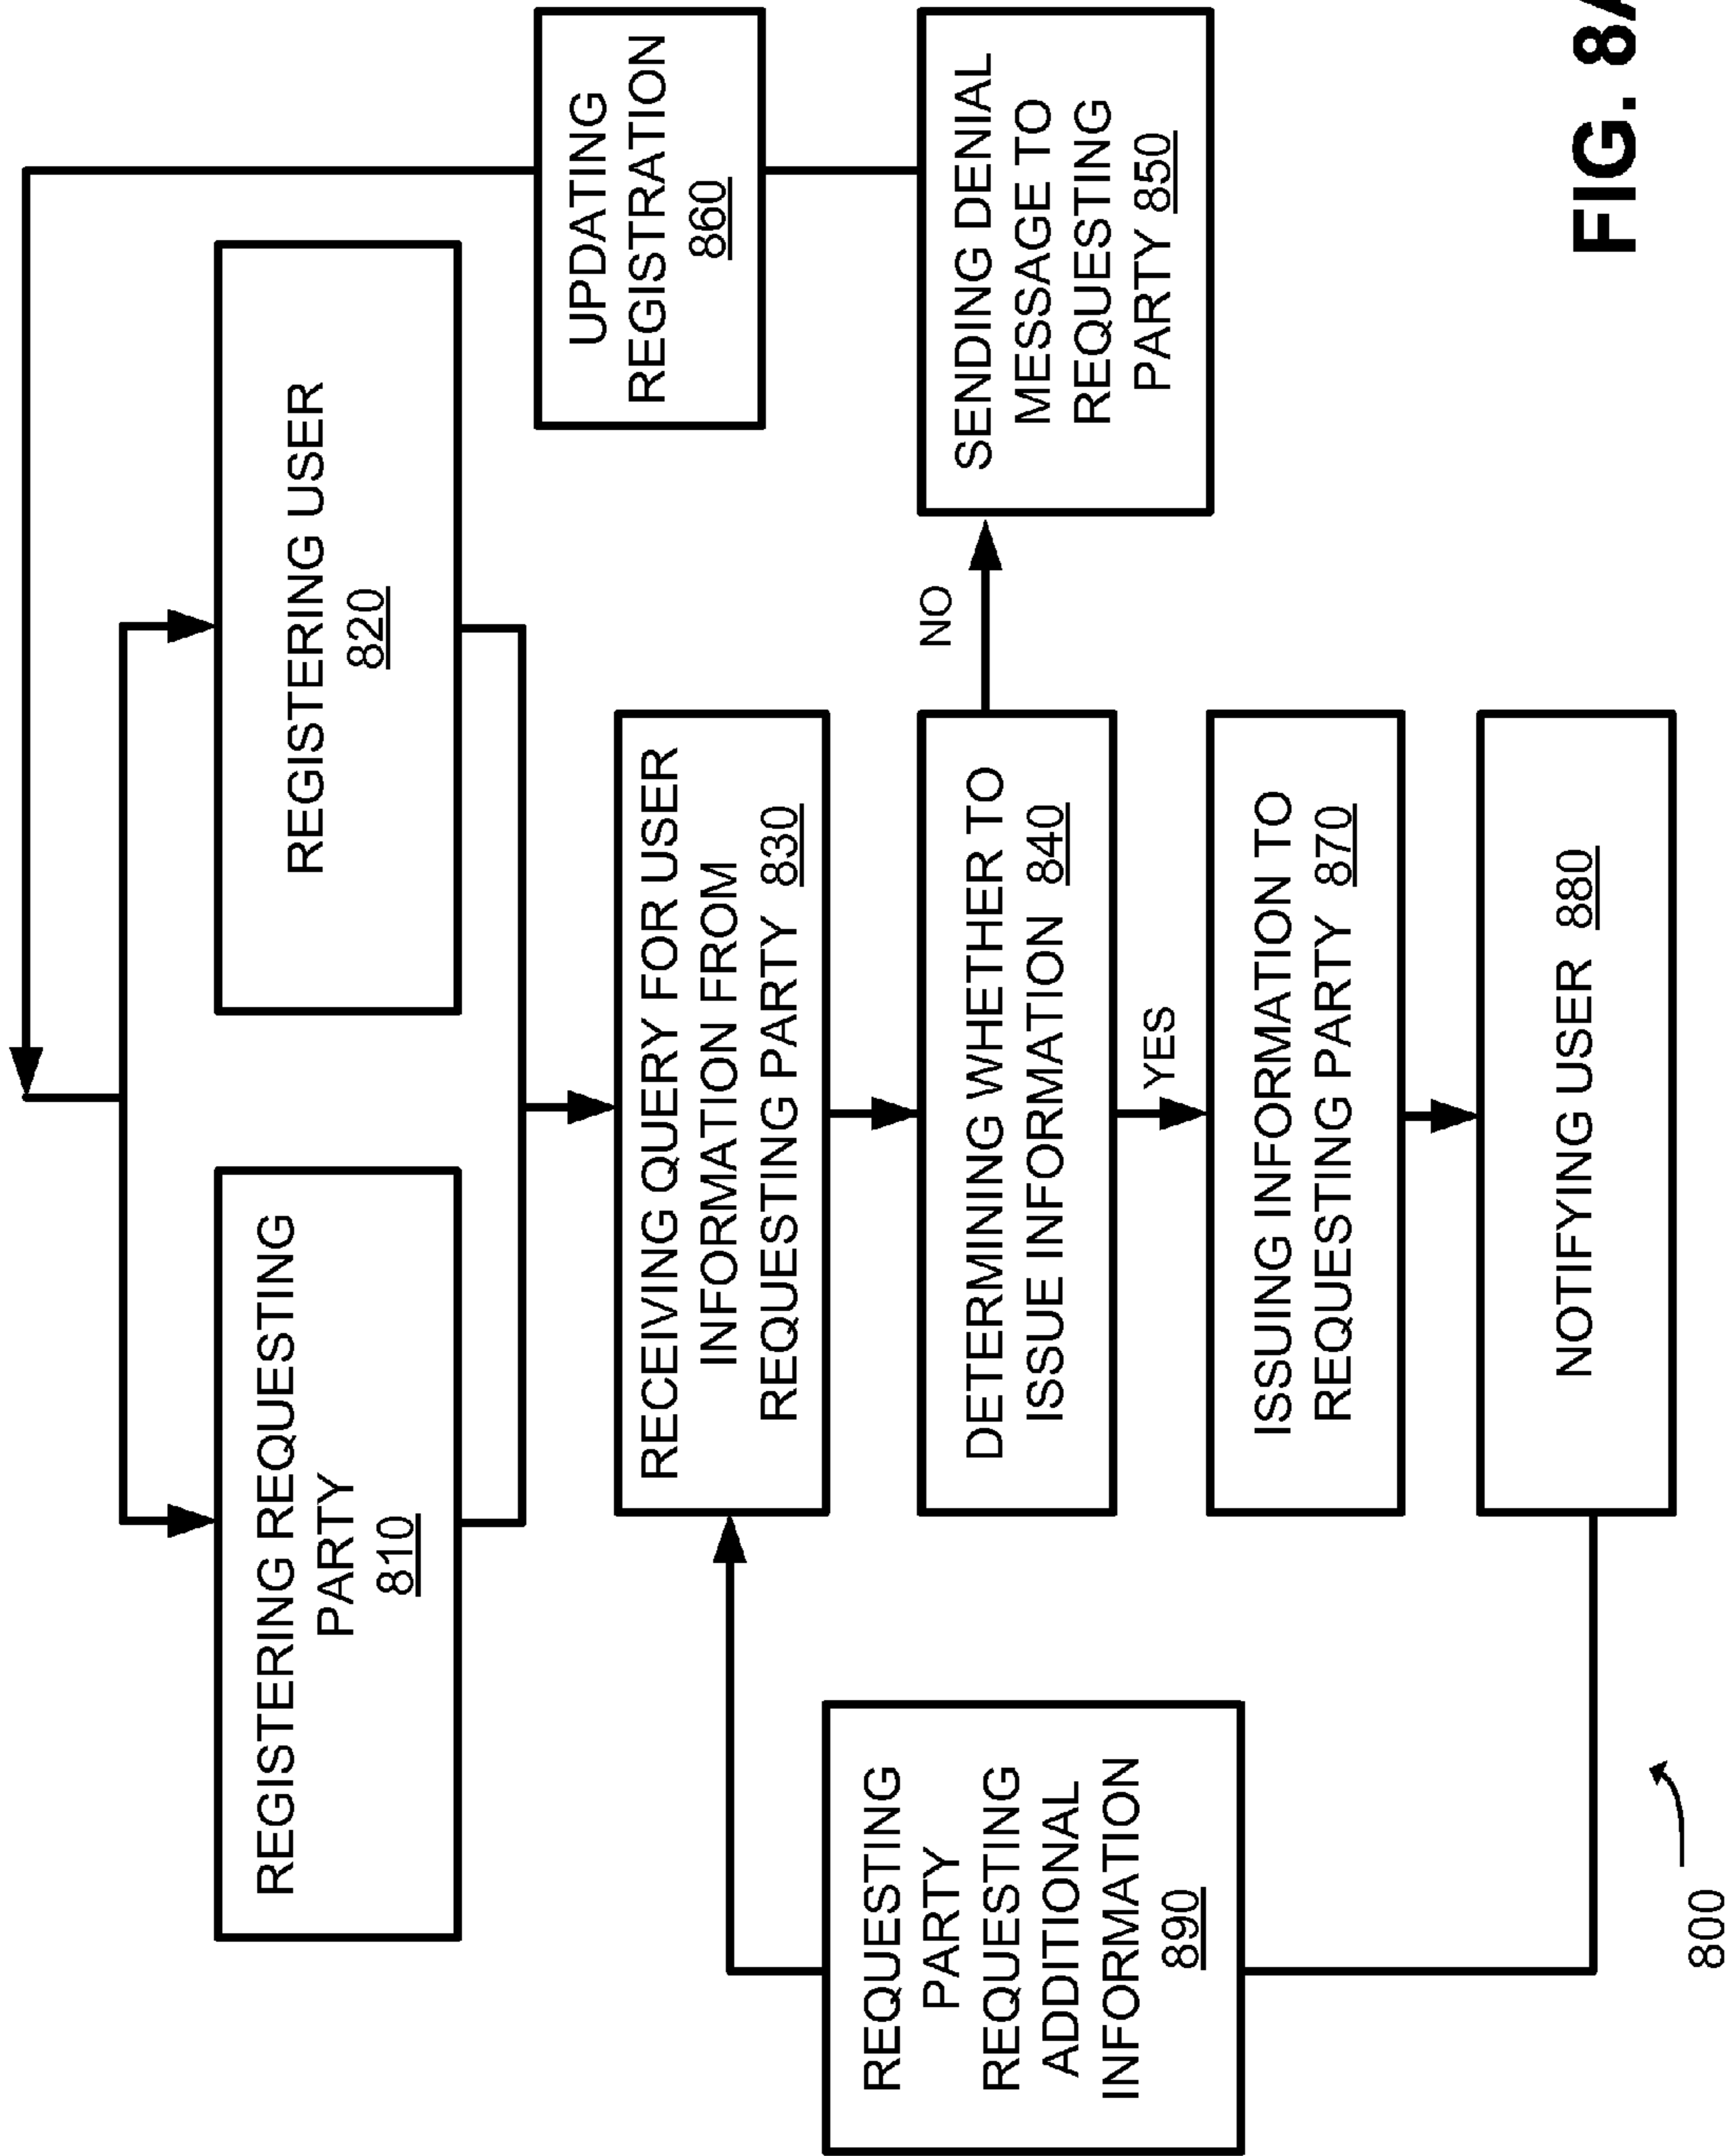 REGISTERING REQUESTING
PARTY
810
REGISTERING USER
820
UPDATING
REGISTRATION
860
RECEIVING QUERY FOR USER
INFORMATION FROM
REQUESTING PARTY 830
REQUESTING
PARTY
REQUESTING
ADDITIONAL
INFORMATION
890
DETERMINING WHETHER TO
ISSUE INFORMATION 840
NO
SENDING DENIAL
MESSAGE TO
REQUESTING
PARTY 850
YES
ISSUING INFORMATION TO
REQUESTING PARTY 870
NOTIFYING USER 880
800
FIG. 8A